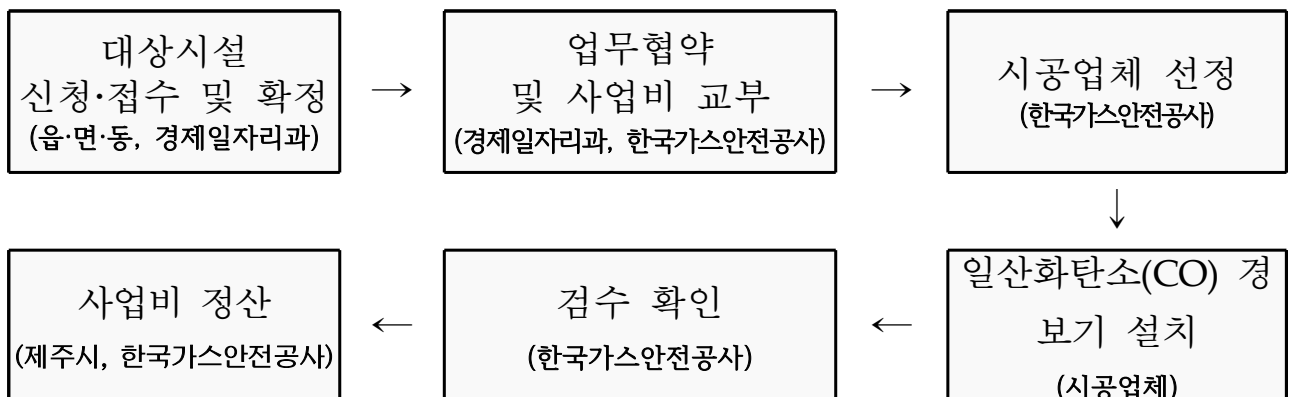 대상시설
신청·접수 및 확정
(읍·면·동, 경제일자리과)
→
업무협약
및 사업비 교부
(경제일자리과, 한국가스안전공사)
→
시공업체 선정
(한국가스안전공사)
↓
일산화탄소(CO) 경
보기 설치
(시공업체)
←
검수 확인
(한국가스안전공사)
←
사업비 정산
(제주시, 한국가스안전공사)